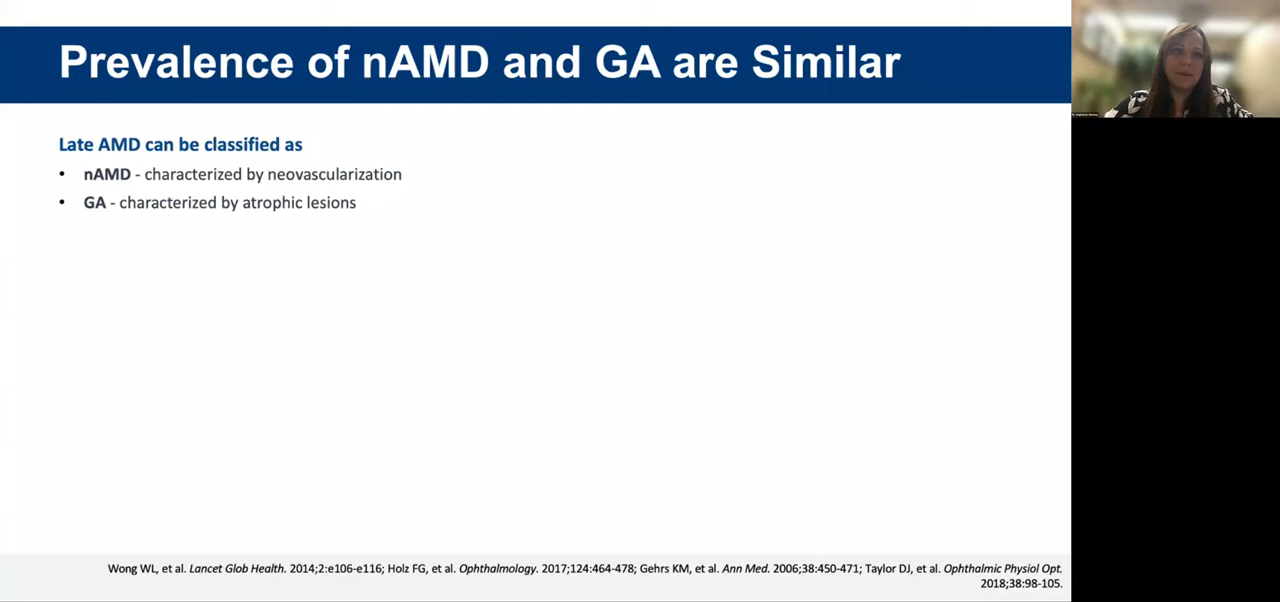 Prevalence of nAMD and GA are Similar
Late AMD can be classified as
• nAMD - characterized by neovascularization
• GA - characterized by atrophic lesions
Wong WL, et al. Lancet Glob Health. 2014;2:e106-e116; Holz FG, et al. Ophthalmology. 2017;124:464-478; Gehrs KM, et al. Ann Med. 2006;38:450-471; Taylor DJ, et al. Ophthalmic Physiol Opt.
2018;38:98-105.